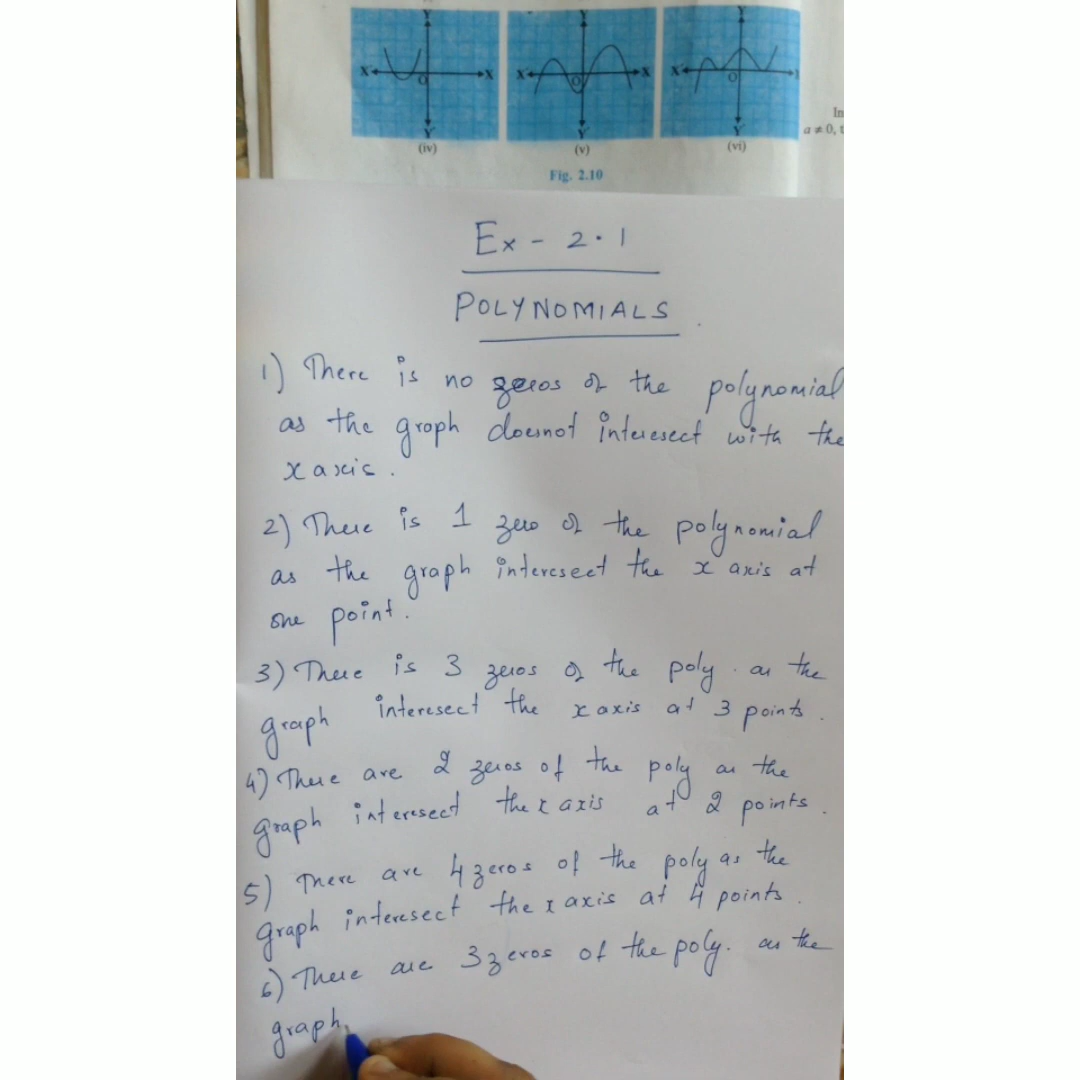 Y Y Y
X' O X X' O X X' O
Y' Y' Y'
(iv) (v) (vi)
In
a ≠ 0, t
Fig. 2.10
Ex - 2.1
POLYNOMIALS
1) There is no zeros of the polynomial
as the graph doesnot interesect with the
x axis.
2) There is 1 zero of the polynomial
as the graph interesect the x axis at
one point.
3) There is 3 zeros of the poly. as the
graph interesect the x axis at 3 points.
4) There are 2 zeros of the poly as the
graph interesect the x axis at 2 points.
5) There are 4 zeros of the poly as the
graph interesect the x axis at 4 points.
6) There are 3 zeros of the poly. as the
graph